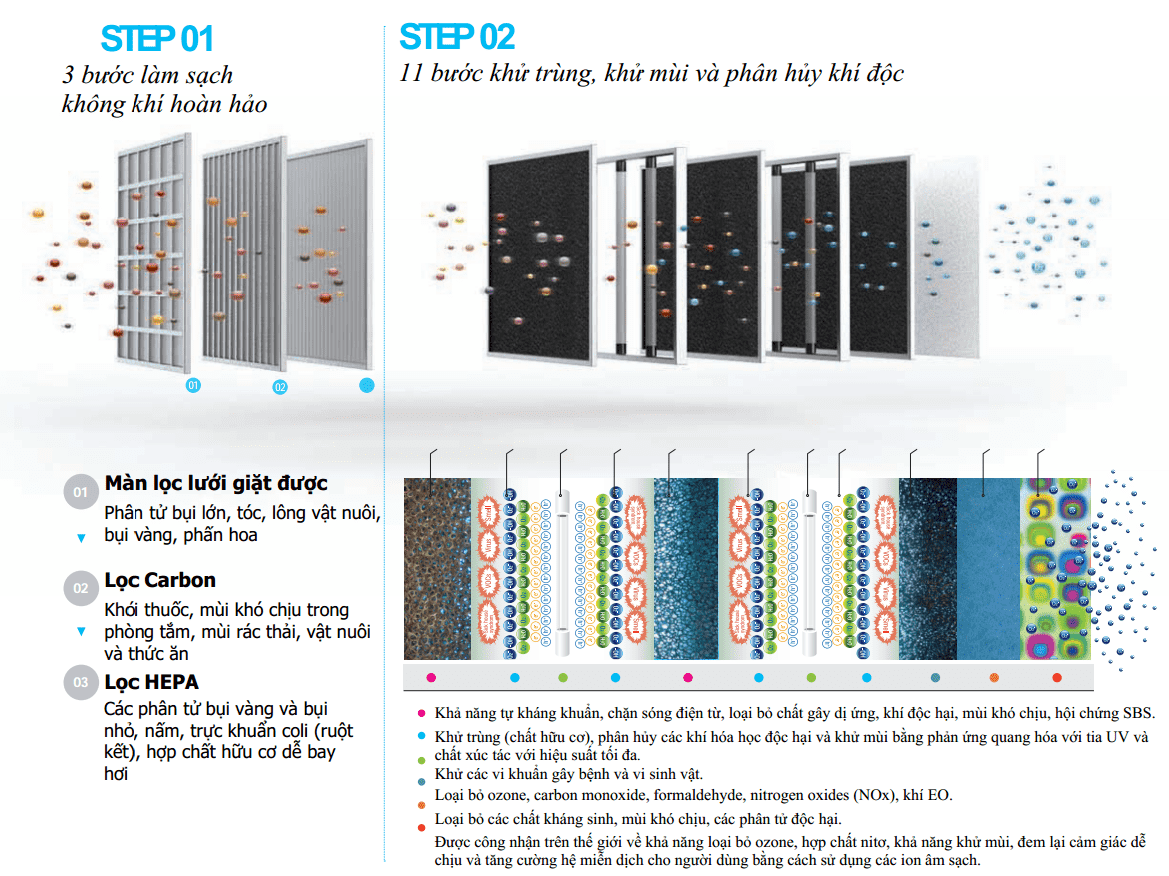 STEP 01
3 bước làm sạch
không khí hoàn hảo
STEP 02
11 bước khử trùng, khử mùi và phân hủy khí độc
01
02
01
Màn lọc lưới giặt được
Phân tử bụi lớn, tóc, lông vật nuôi,
bụi vàng, phấn hoa
02
Lọc Carbon
Khói thuốc, mùi khó chịu trong
phòng tắm, mùi rác thải, vật nuôi
và thức ăn
03
Lọc HEPA
Các phân tử bụi vàng và bụi
nhỏ, nấm, trực khuẩn coli (ruột
kết), hợp chất hữu cơ dễ bay
hơi
Smell
Virus
VOCs
Sick house syndrome
Khả năng tự kháng khuẩn, chặn sóng điện từ, loại bỏ chất gây dị ứng, khí độc hại, mùi khó chịu, hội chứng SBS.
Khử trùng (chất hữu cơ), phân hủy các khí hóa học độc hại và khử mùi bằng phản ứng quang hóa với tia UV và
chất xúc tác với hiệu suất tối đa.
Khử các vi khuẩn gây bệnh và vi sinh vật.
Loại bỏ ozone, carbon monoxide, formaldehyde, nitrogen oxides (NOx), khí EO.
Loại bỏ các chất kháng sinh, mùi khó chịu, các phân tử độc hại.
Được công nhận trên thế giới về khả năng loại bỏ ozone, hợp chất nitơ, khả năng khử mùi, đem lại cảm giác dễ
chịu và tăng cường hệ miễn dịch cho người dùng bằng cách sử dụng các ion âm sạch.